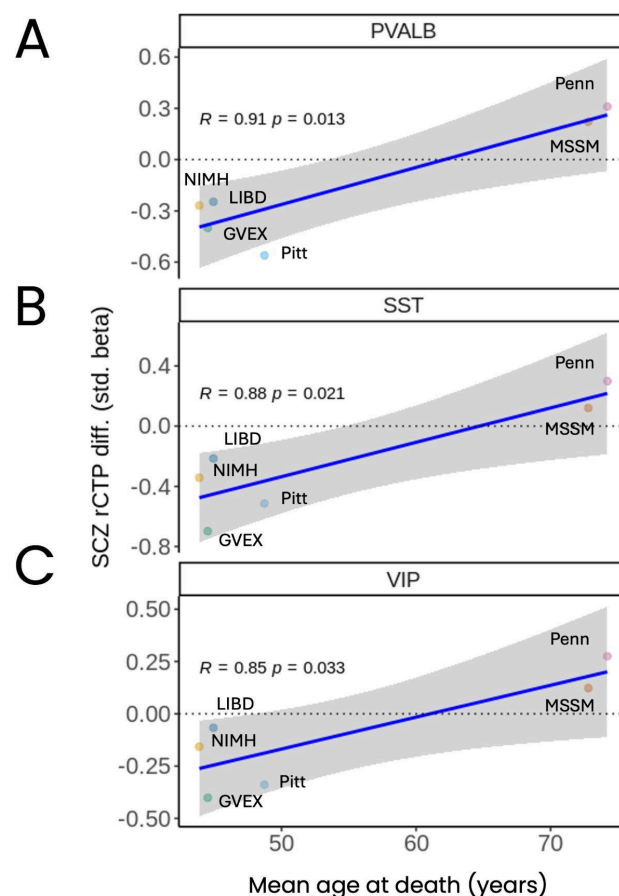 A
PVALB
0.6
0.3
0.0
-0.3
-0.6
R = 0.91 p = 0.013
Penn
MSSM
NIMH
LIBD
GVEX
Pitt
B
SST
0.4
0.0
-0.4
-0.8
R = 0.88 p = 0.021
Penn
MSSM
LIBD
NIMH
Pitt
GVEX
SCZ rCTP diff. (std. beta)
C
VIP
0.50
0.25
0.00
-0.25
-0.50
R = 0.85 p = 0.033
Penn
MSSM
LIBD
NIMH
Pitt
GVEX
50 60 70
Mean age at death (years)